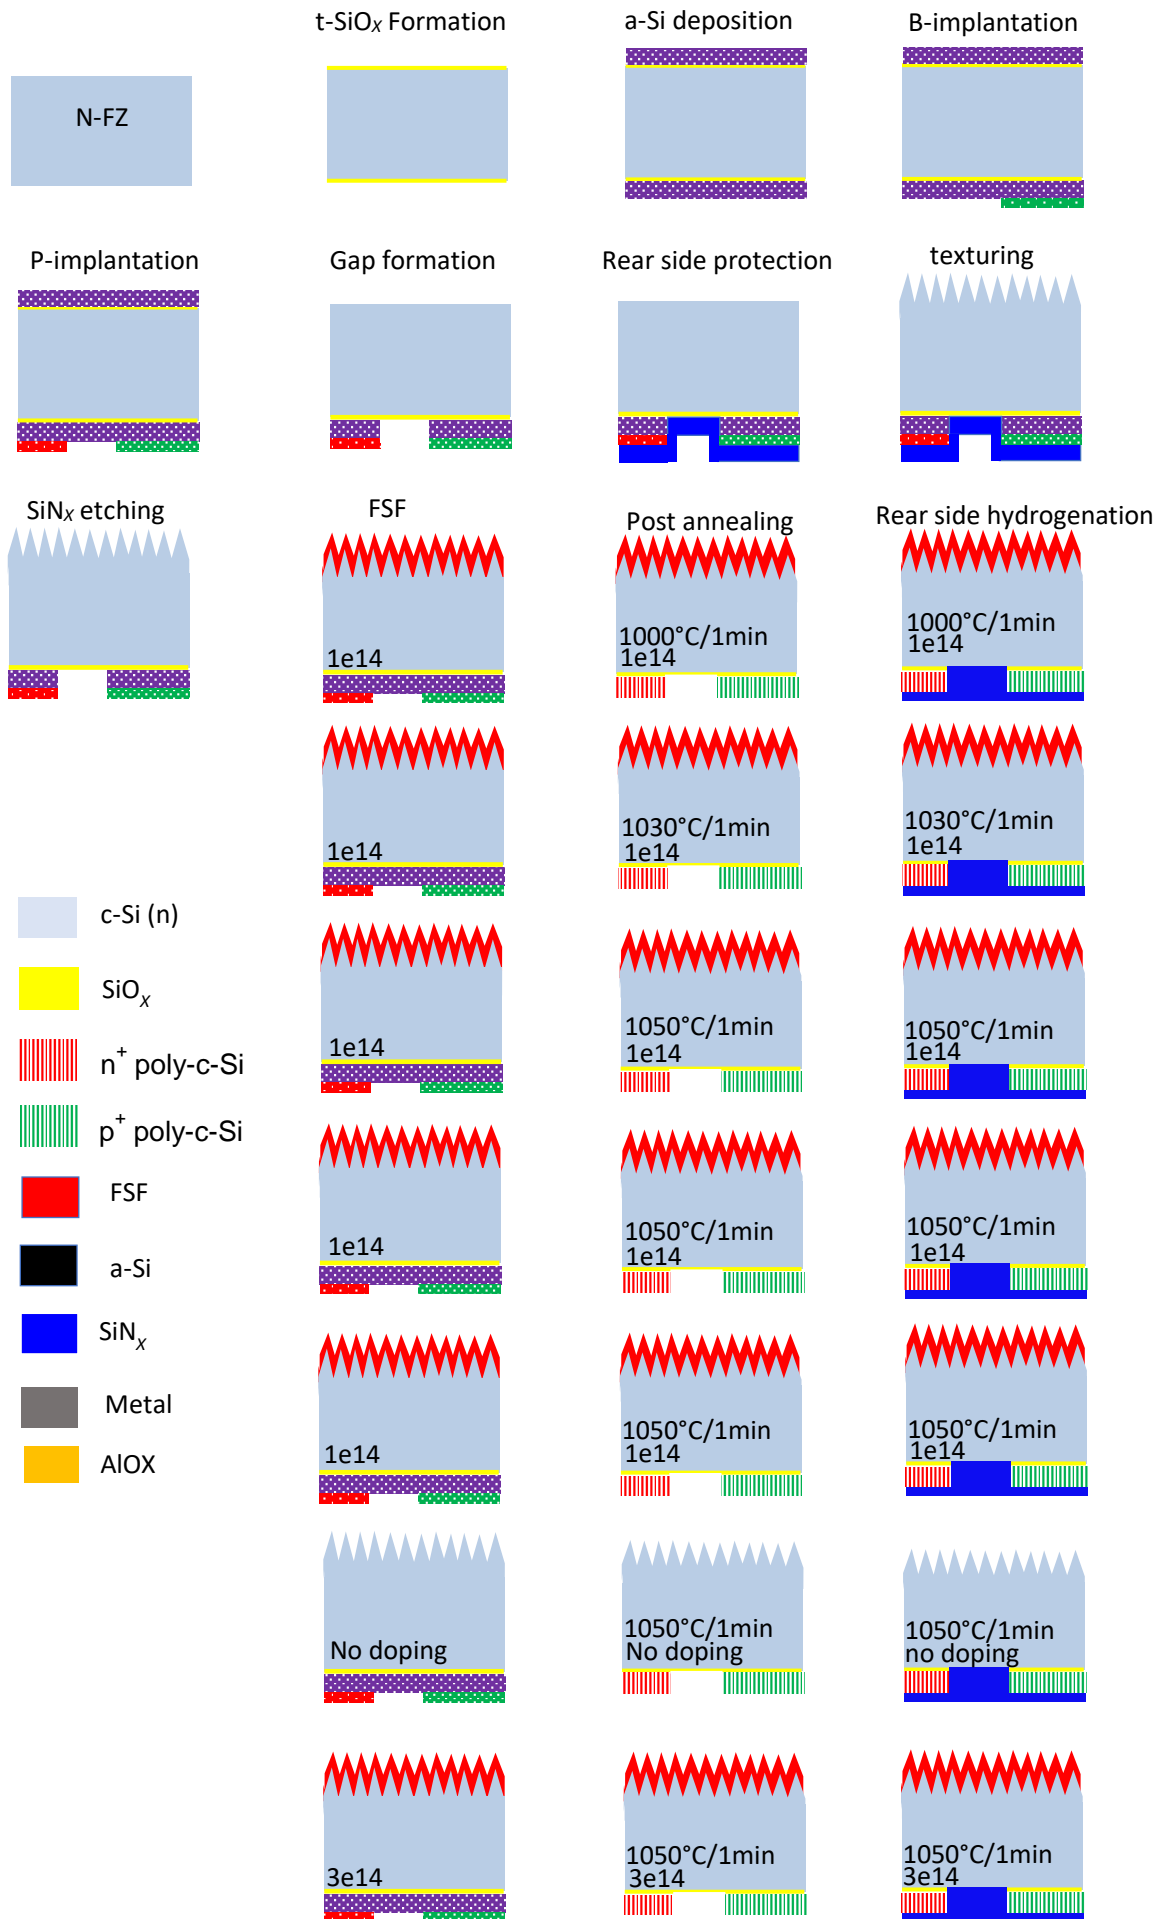 t-SiOX Formation
a-Si deposition
B-implantation
N-FZ
P-implantation
Gap formation
Rear side protection
texturing
SiNX etching
FSF
Post annealing
Rear side hydrogenation
1e14
1000°C/1min
1e14
1000°C/1min
1e14
1e14
1030°C/1min
1e14
1030°C/1min
1e14
c-Si (n)
SiOX
n+ poly-c-Si
p+ poly-c-Si
FSF
a-Si
SiNX
Metal
AlOX
1e14
1050°C/1min
1e14
1050°C/1min
1e14
1e14
1050°C/1min
1e14
1050°C/1min
1e14
1e14
1050°C/1min
1e14
1050°C/1min
1e14
No doping
1050°C/1min
No doping
1050°C/1min
no doping
3e14
1050°C/1min
3e14
1050°C/1min
3e14